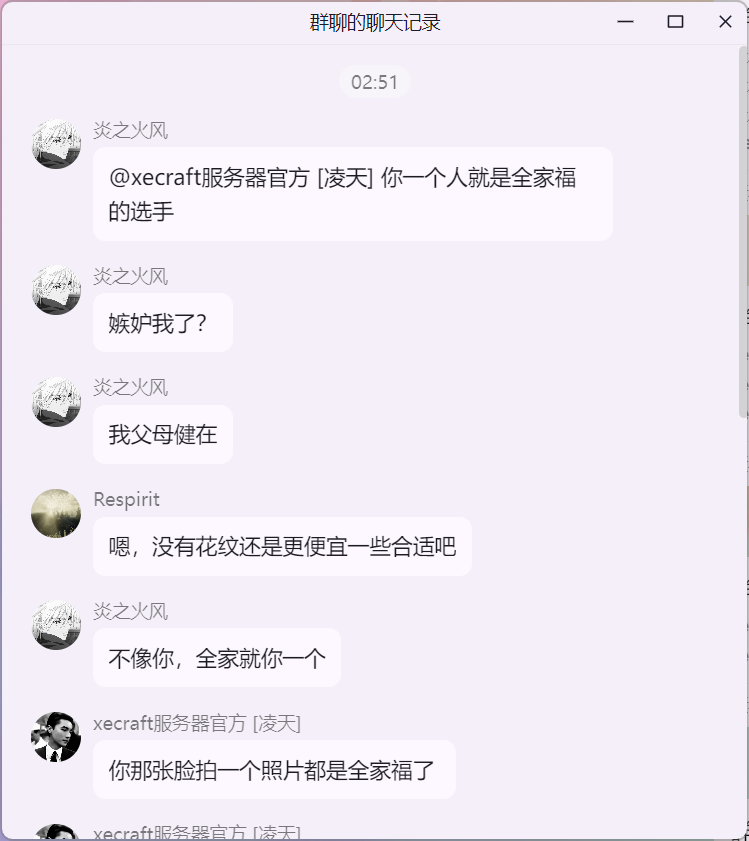 群聊的聊天记录
02:51
炎之火风
@xecraft服务器官方 [凌天] 你一个人就是全家福
的选手
炎之火风
嫉妒我了？
炎之火风
我父母健在
Respirit
嗯，没有花纹还是更便宜一些合适吧
炎之火风
不像你，全家就你一个
xecraft服务器官方 [凌天]
你那张脸拍一个照片都是全家福了
xecraft服务器官方 [凌天]